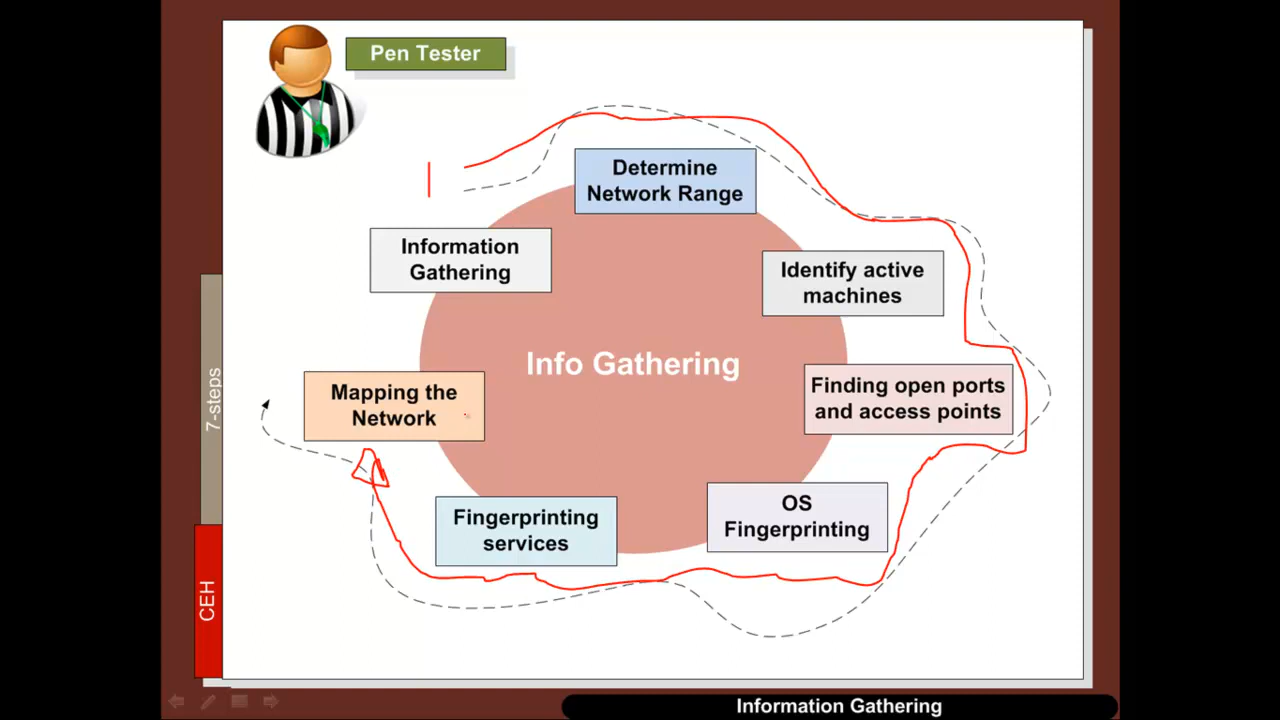 Pen Tester
Determine
Network Range
Information
Gathering
Identify active
machines
Info Gathering
Mapping the
Network
Finding open ports
and access points
OS
Fingerprinting
Fingerprinting
services
7-steps
CEH
Information Gathering